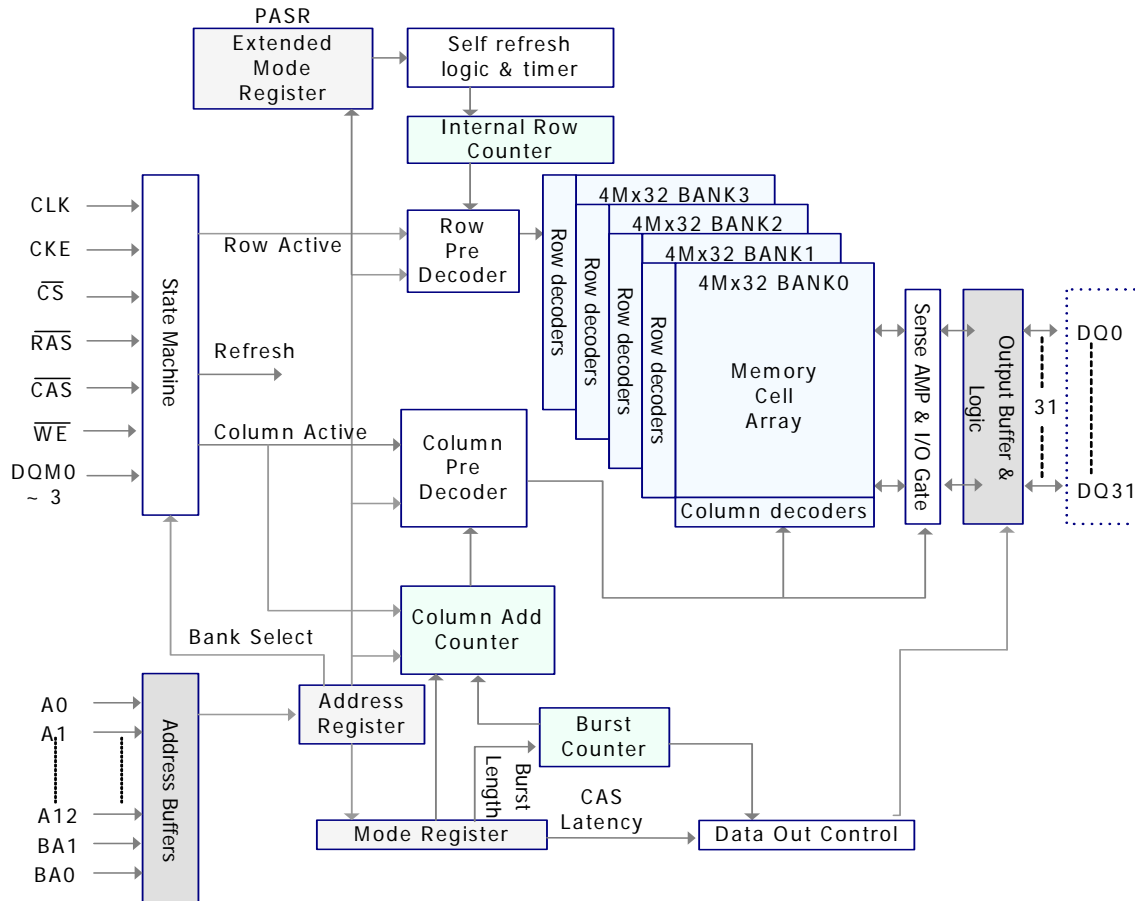 PASR
Extended
Mode
Register
Self refresh
logic & timer
Internal Row
Counter
CLK
CKE
CS
RAS
CAS
WE
DQM0
~ 3
State Machine
Row Active
Refresh
Column Active
Row
Pre
Decoder
Column
Pre
Decoder
Row decoders
Row decoders
Row decoders
Row decoders
4Mx32 BANK3
4Mx32 BANK2
4Mx32 BANK1
4Mx32 BANK0
Memory
Cell
Array
Column decoders
Sense AMP & I/O Gate
Output Buffer &
Logic
DQ0
31
DQ31
Column Add
Counter
Bank Select
A0
A1
A12
BA1
BA0
Address Buffers
Address
Register
Burst
Counter
Burst
Length
CAS
Latency
Mode Register
Data Out Control